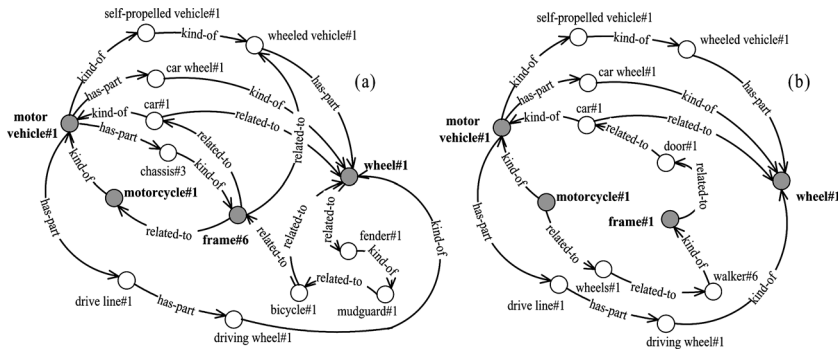 self-propelled vehicle#1
kind-of
wheeled vehicle#1
kind-of
has-part
car wheel#1
(a)
has-part
kind-of
car#1
kind-of
related-to
motor
vehicle#1
has-part
related-to
related-to
chassis#3
kind-of
kind-of
wheel#1
motorcycle#1
related-to
frame#6
has-part
related-to
related-to
related-to
fender#1
kind-of
related-to
drive line#1
has-part
bicycle#1
mudguard#1
driving wheel#1
kind-of
self-propelled vehicle#1
kind-of
wheeled vehicle#1
kind-of
has-part
car wheel#1
(b)
has-part
kind-of
car#1
kind-of
related-to
motor
vehicle#1
related-to
door#1
kind-of
wheel#1
motorcycle#1
related-to
frame#1
has-part
related-to
kind-of
wheels#1
related-to
walker#6
drive line#1
has-part
kind-of
driving wheel#1